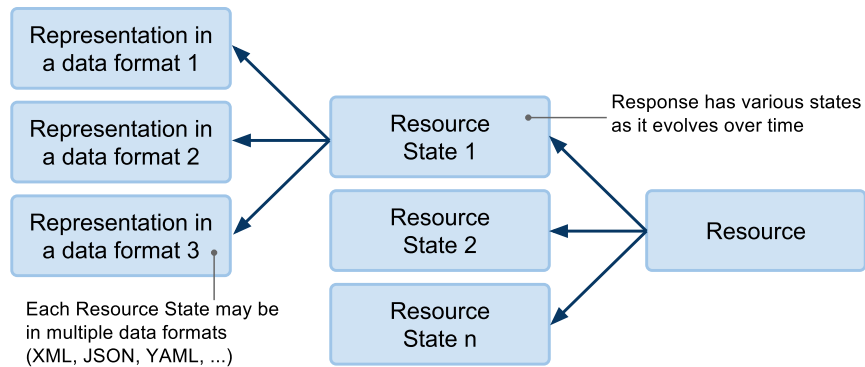 Representation in
a data format 1
Representation in
a data format 2
Representation in
a data format 3
Each Resource State may be
in multiple data formats
(XML, JSON, YAML, ...)
Resource
State 1
Resource
State 2
Resource
State n
Response has various states
as it evolves over time
Resource